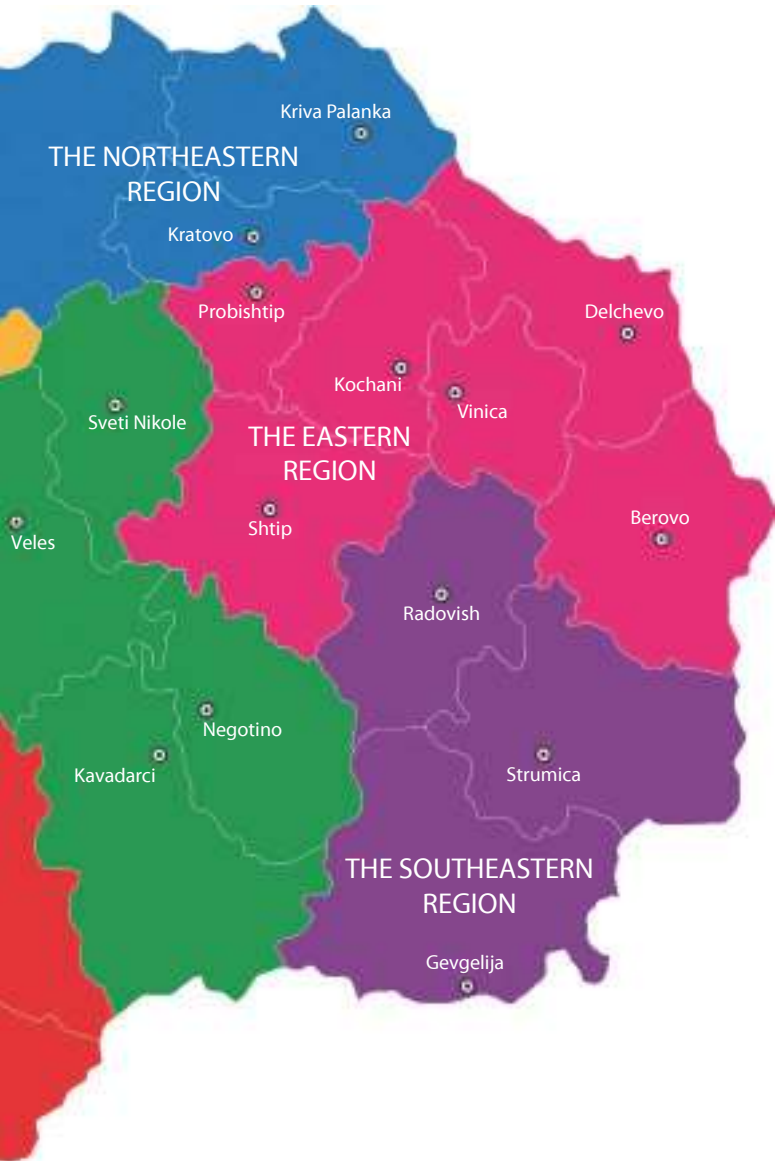 Kriva Palanka
THE NORTHEASTERN
REGION
Kratovo
Probishtip
Delchevo
Kochani
Vinica
Sveti Nikole
THE EASTERN
REGION
Shtip
Berovo
Veles
Radovish
Negotino
Kavadarci
Strumica
THE SOUTHEASTERN
REGION
Gevgelija